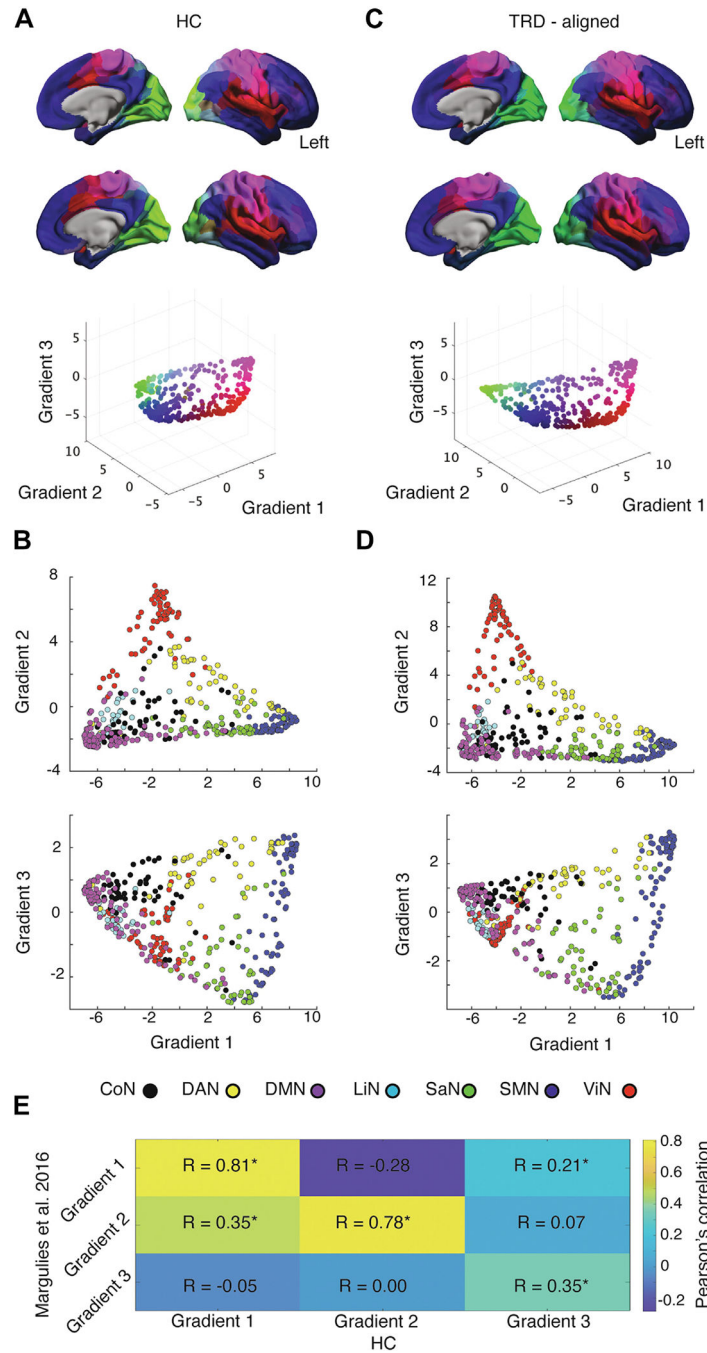 A
HC
C
TRD - aligned
Left
Left
Gradient 3
5
0
-5
10
5
0
-5
Gradient 2
-5
0
5
Gradient 1
Gradient 3
5
0
-5
10
5
0
-5
Gradient 2
-5
0
5
10
Gradient 1
B
8
4
0
-4
Gradient 2
-6
-2
2
6
10
D
12
8
4
0
-4
Gradient 2
-6
-2
2
6
10
2
0
-2
Gradient 3
-6
-2
2
6
10
Gradient 1
2
0
-2
Gradient 3
-6
-2
2
6
10
Gradient 1
CoN DAN DMN LiN SaN SMN ViN
E
Margulies et al. 2016
Gradient 1
R = 0.81* R = -0.28 R = 0.21*
Gradient 2
R = 0.35* R = 0.78* R = 0.07
Gradient 3
R = -0.05 R = 0.00 R = 0.35*
Gradient 1 Gradient 2 Gradient 3
HC
0.8
0.6
0.4
0.2
0
-0.2
Pearson's correlation